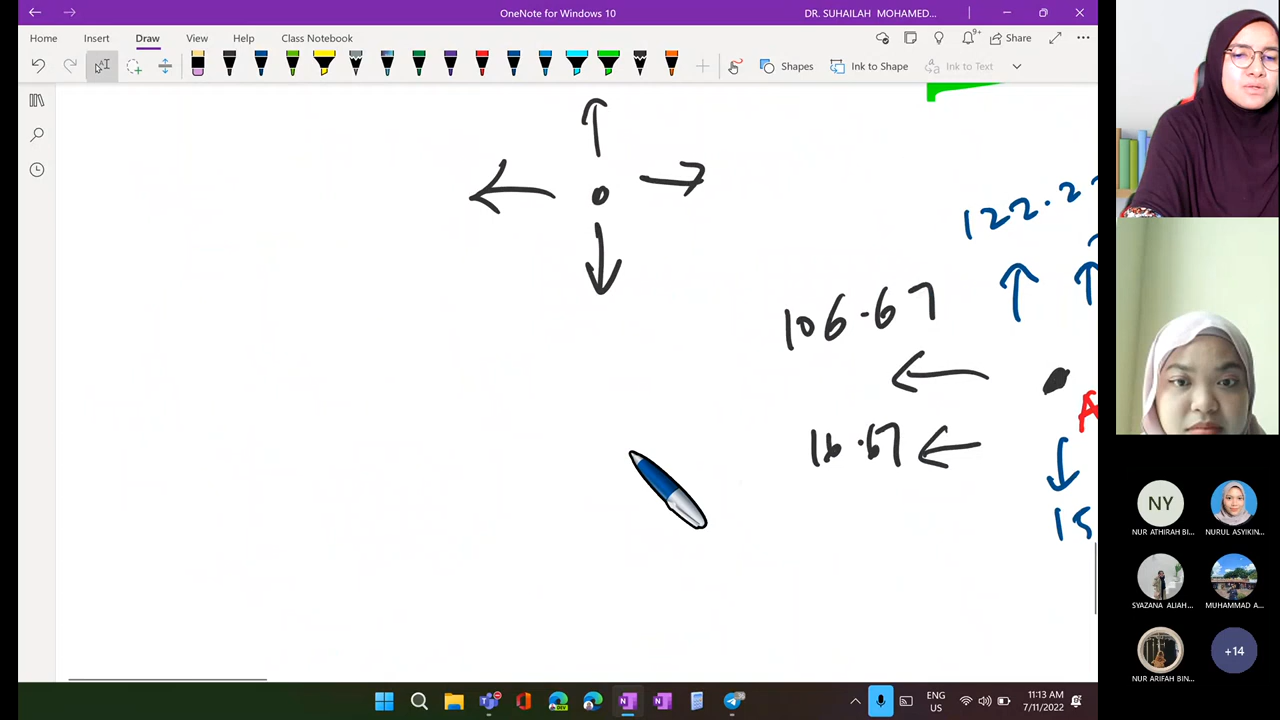 OneNote for Windows 10
DR. SUHAILAH MOHAMED...
Home
Insert
Draw
View
Help
Class Notebook
9+
Share
Shapes
Ink to Shape
Ink to Text
122.2
106.67
A
16.67
15
NY
NUR ATHIRAH BI...
NURUL ASYIKIN...
SYAZANA ALIAH...
MUHAMMAD A...
NUR ARIFAH BIN...
+14
ENG
US
11:13 AM
7/11/2022